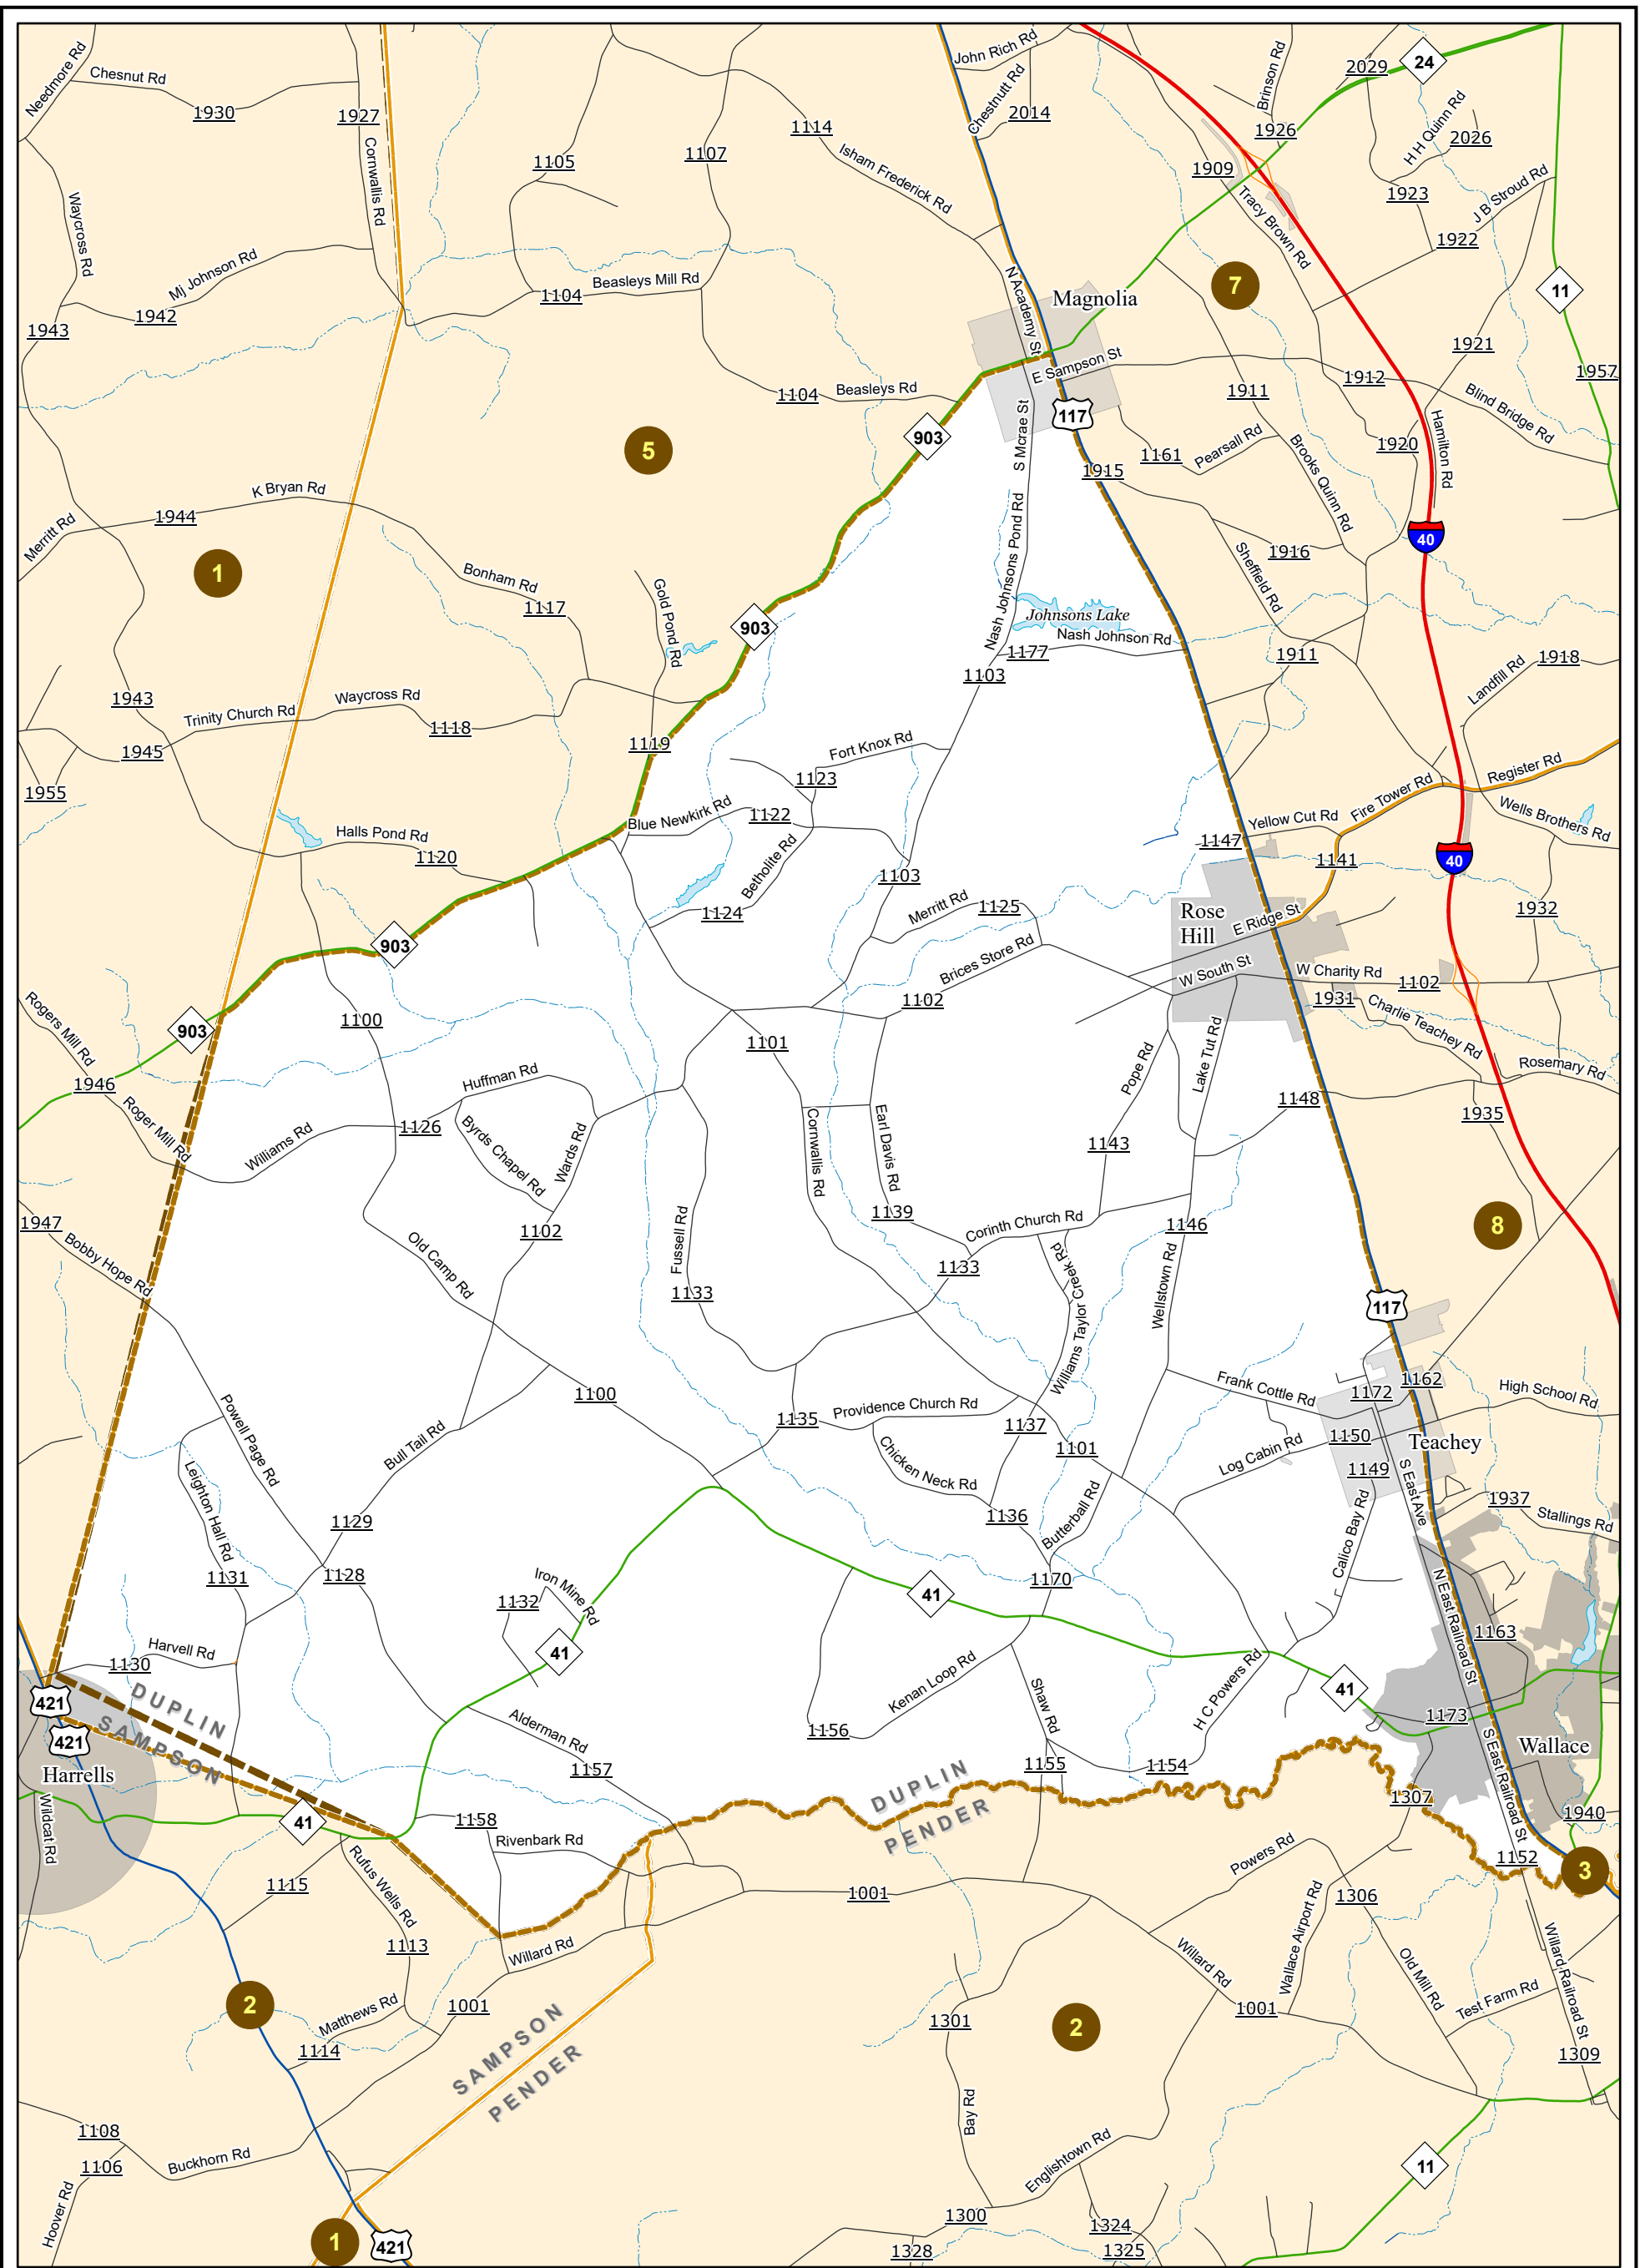 Needmore Rd
Chesnut Rd
1930
1927
Cornwallis Rd
1105
1107
1114
Isham Frederick Rd
John Rich Rd
Chestnutt Rd
2014
Brinson Rd
1926
2029
24
H H Quinn Rd
2026
1909
Tracy Brown Rd
1923
J B Stroud Rd
1922
Waycross Rd
Mj Johnson Rd
1942
1943
1104
Beasleys Mill Rd
N Academy St
Magnolia
7
11
1921
1957
E Sampson St
1912
1911
Blind Bridge Rd
1104
Beasleys Rd
903
117
S Mcrae St
5
1161
Pearsall Rd
1915
Brooks Quinn Rd
1920
Hamilton Rd
K Bryan Rd
1944
Merritt Rd
1
40
1916
Sheffield Rd
Bonham Rd
1117
Gold Pond Rd
903
Nash Johnsons Pond Rd
Johnsons Lake
Nash Johnson Rd
1177
1103
1911
1918
Landfill Rd
1943
Trinity Church Rd
Waycross Rd
1118
1119
1945
1955
Fort Knox Rd
1123
Register Rd
Fire Tower Rd
Wells Brothers Rd
Blue Newkirk Rd
1122
Yellow Cut Rd
1147
1141
40
Halls Pond Rd
1120
Betholite Rd
1124
1103
Merritt Rd
1125
Rose
Hill
E Ridge St
1932
903
Brices Store Rd
1102
W South St
W Charity Rd
1102
1931
Charlie Teachey Rd
Rosemary Rd
903
Rogers Mill Rd
1946
1100
1101
Pope Rd
Lake Tut Rd
1148
1935
Roger Mill Rd
Huffman Rd
1126
Williams Rd
Byrds Chapel Rd
Wards Rd
Cornwallis Rd
Earl Davis Rd
1143
1139
1947
Bobby Hope Rd
1102
Old Camp Rd
Fussell Rd
1133
Corinth Church Rd
1133
1146
8
Williams Taylor Creek Rd
Wellstown Rd
117
1100
1135
Providence Church Rd
1137
1101
Frank Cottle Rd
1172
1162
High School Rd
Teachey
1150
1149
Log Cabin Rd
Powell Page Rd
Bull Tail Rd
Leighton Hall Rd
Chicken Neck Rd
1136
Butterball Rd
S East Ave
1937
Stallings Rd
Calico Bay Rd
1129
1131
1128
1132
Iron Mine Rd
41
41
1170
N East Railroad St
1163
Harvell Rd
1130
DUPLIN
SAMPSON
421
421
Harrells
Kenan Loop Rd
1156
Shaw Rd
H C Powers Rd
41
1173
Wallace
S East Railroad St
Alderman Rd
1157
1155
1154
DUPLIN
PENDER
1307
1940
Wildcat Rd
41
1158
Rivenbark Rd
1152
3
Rufus Wells Rd
1115
1113
1001
Powers Rd
1306
Wallace Airport Rd
Willard Rd
Willard Rd
1001
Old Mill Rd
Test Farm Rd
Willard Railroad St
1309
2
Matthews Rd
1114
1001
SAMPSON
PENDER
1301
2
Bay Rd
Englishtown Rd
1108
1106
Buckhorn Rd
Hoover Rd
11
1300
1324
1325
1328
1
421